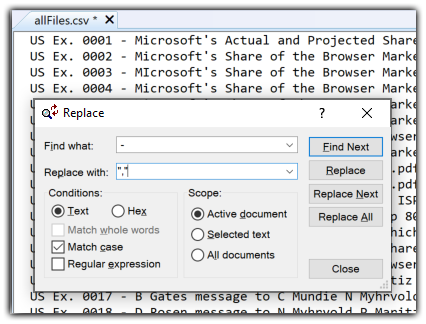 allFiles.csv *
US Ex. 0001 - Microsoft's Actual and Projected Share
US Ex. 0002 - Microsoft's Share of the Browser Marke
US Ex. 0003 - MIcrosoft's Share of the Browser Marke
US Ex. 0004 - Microsoft's Share of the Browser Marke
Replace
?
Find what: -
Find Next
Replace with: ","
Replace
Conditions:
Scope:
Replace Next
Text
Hex
Active document
Replace All
Match whole words
Selected text
Match case
All documents
Regular expression
Close
US Ex. 0017 - B Gates message to C Mundie N Myhrvol
US Ex. 0018 - D Rosen message to N Myhrvold R Maritz